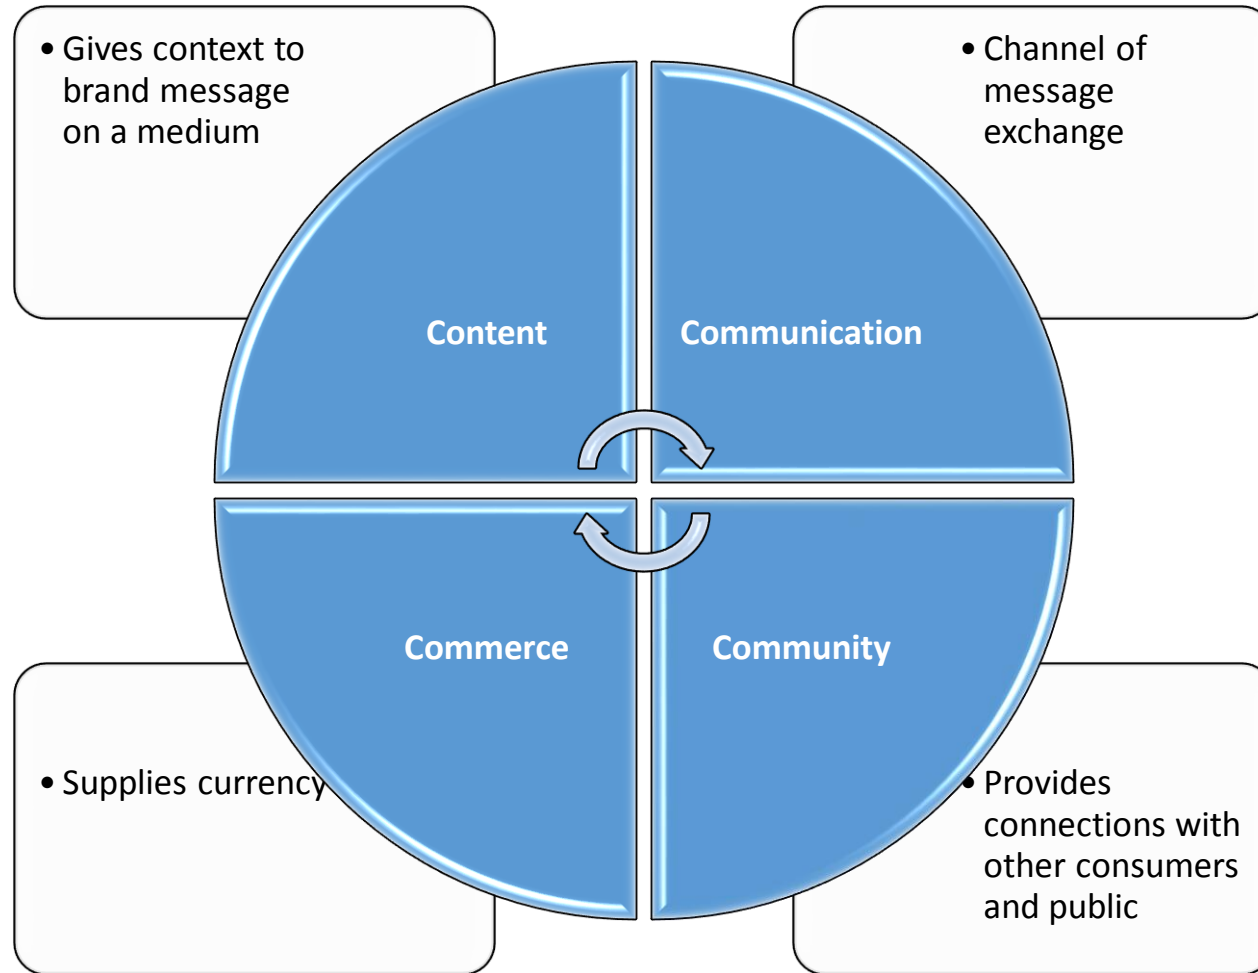 • Gives context to
brand message
on a medium
• Channel of
message
exchange
Content
Communication
Commerce
Community
• Supplies currency
• Provides
connections with
other consumers
and public